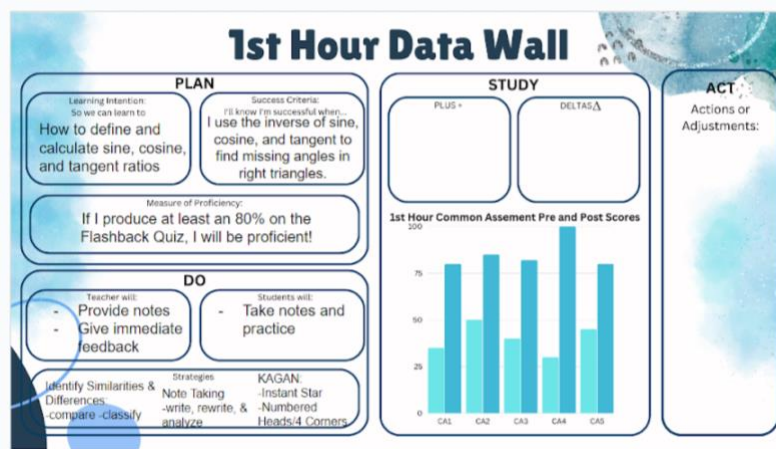 1st Hour Data Wall
PLAN
Learning Intention:
So we can learn to
How to define and
calculate sine, cosine,
and tangent ratios
Success Criteria:
I'll know I'm successful when...
I use the inverse of sine,
cosine, and tangent to
find missing angles in
right triangles.
Measure of Proficiency:
If I produce at least an 80% on the
Flashback Quiz, I will be proficient!
DO
Teacher will:
- Provide notes
- Give immediate
feedback
Students will:
- Take notes and
practice
Identify Similarities &
Differences:
-compare -classify
Strategies
Note Taking
-write, rewrite, &
analyze
KAGAN:
-Instant Star
-Numbered
Heads/4 Corners
STUDY
PLUS +
DELTAS Δ
1st Hour Common Assement Pre and Post Scores
100
75
50
25
0
CA1 CA2 CA3 CA4 CA5
ACT
Actions or
Adjustments: